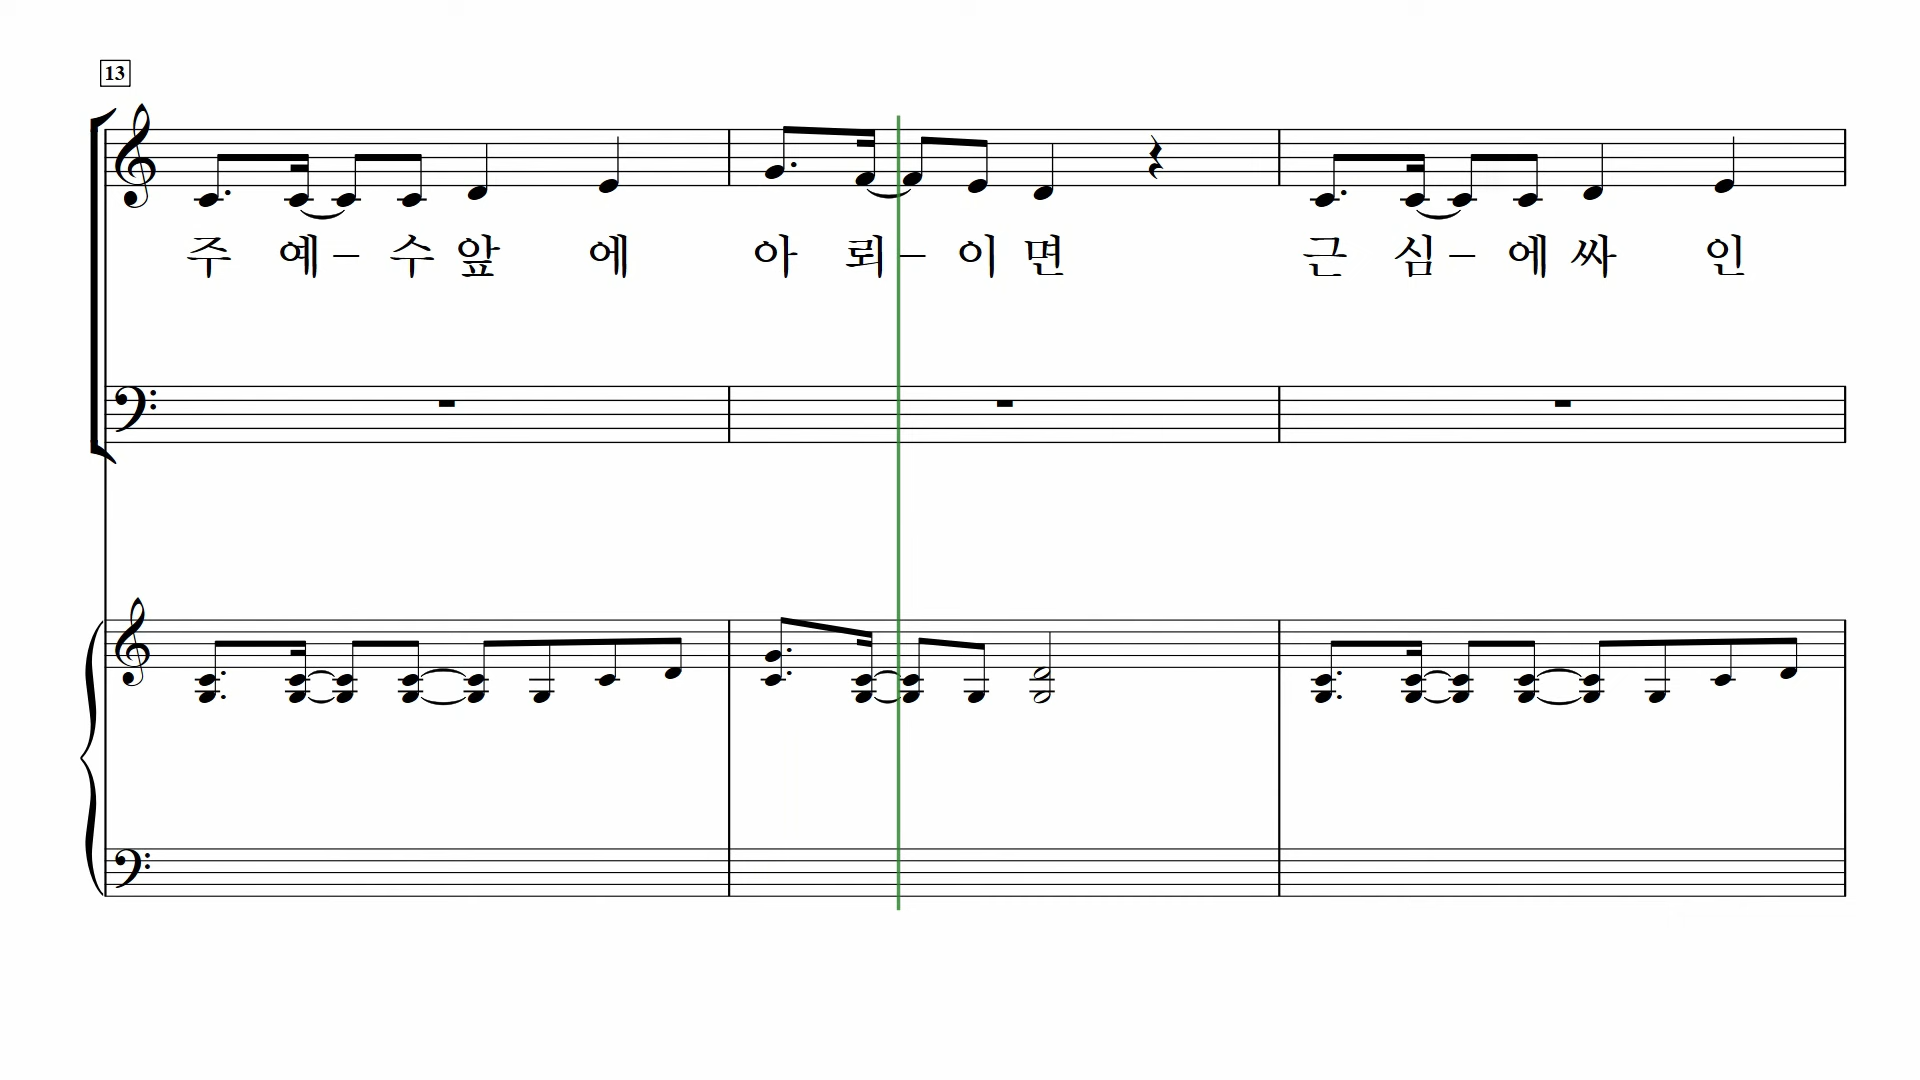 13
주 예 – 수 앞 에 아 뢰 – 이 면 근 심 – 에 싸 인